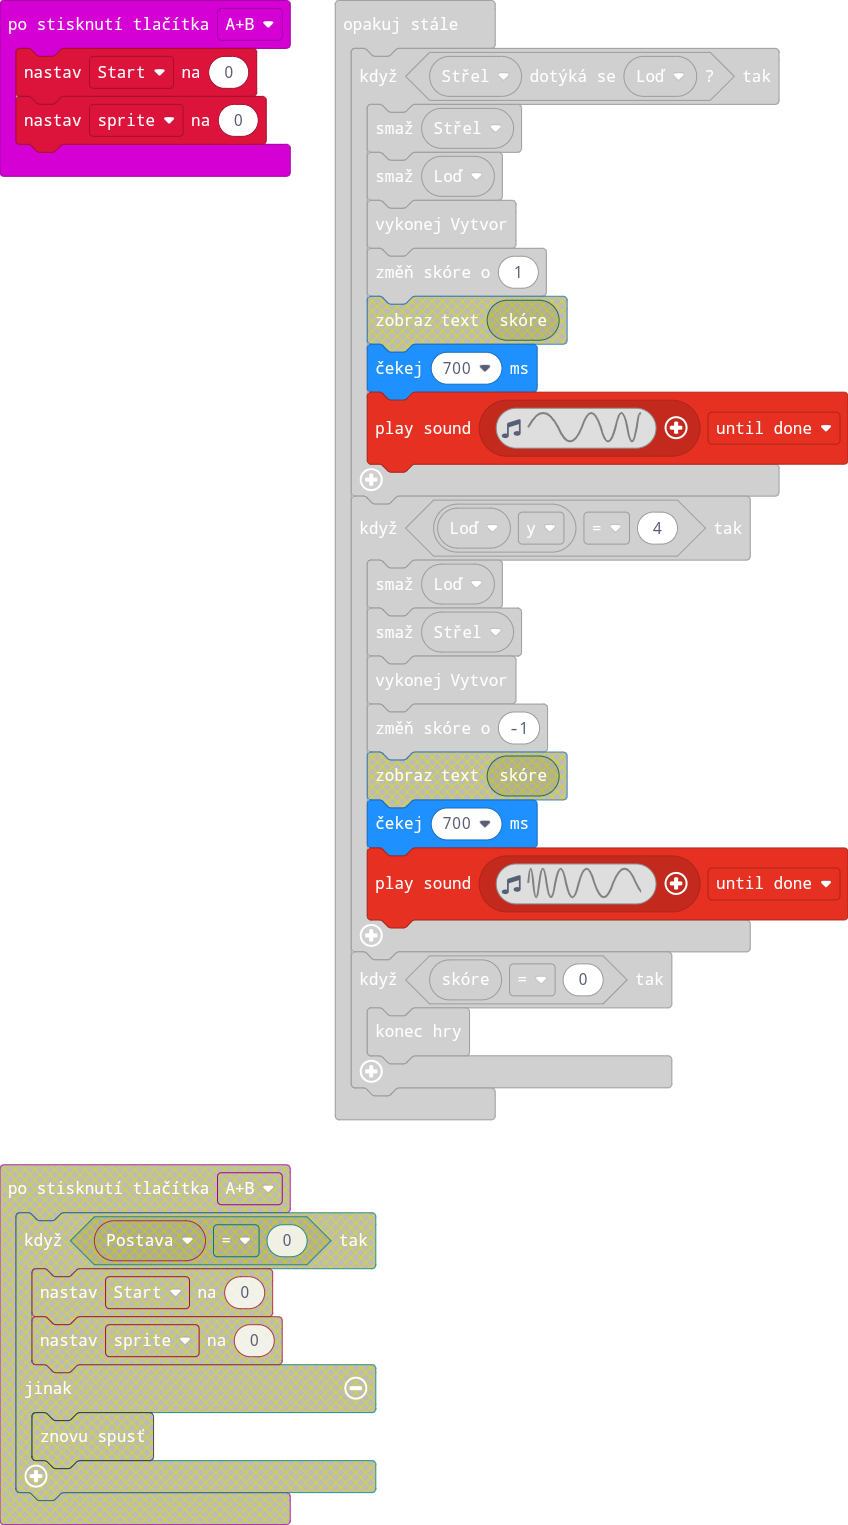 po stisknutí tlačítka A+B
nastav Start na 0
nastav sprite na 0
opakuj stále
když Střel dotýká se Loď ? tak
smaž Střel
smaž Loď
vykonej Vytvor
změň skóre o 1
zobraz text skóre
čekej 700 ms
play sound until done
když Loď y = 4 tak
smaž Loď
smaž Střel
vykonej Vytvor
změň skóre o -1
zobraz text skóre
čekej 700 ms
play sound until done
když skóre = 0 tak
konec hry
po stisknutí tlačítka A+B
když Postava = 0 tak
nastav Start na 0
nastav sprite na 0
jinak
znovu spusť